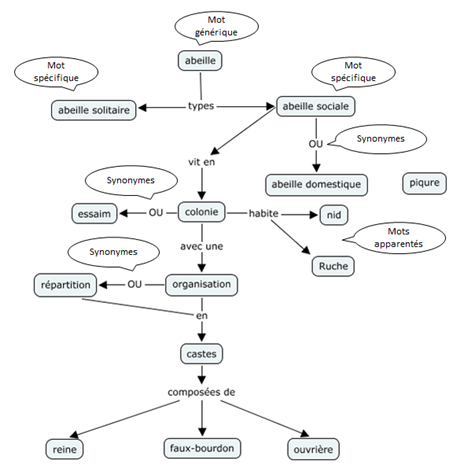 Mot
générique
abeille
Mot
spécifique
Mot
spécifique
abeille solitaire
types
abeille sociale
OU
Synonymes
vit en
abeille domestique
piqure
Synonymes
essaim
OU
colonie
habite
nid
Mots
apparentés
avec une
Synonymes
Ruche
répartition
OU
organisation
en
castes
composées de
reine
faux-bourdon
ouvrière